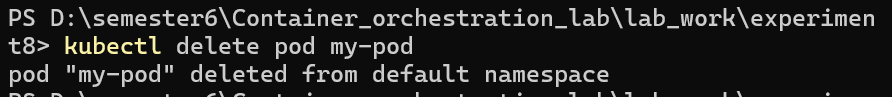 PS D:\semester6\Container_orchestration_lab\lab_work\experimen
t8> kubectl delete pod my-pod
pod "my-pod" deleted from default namespace